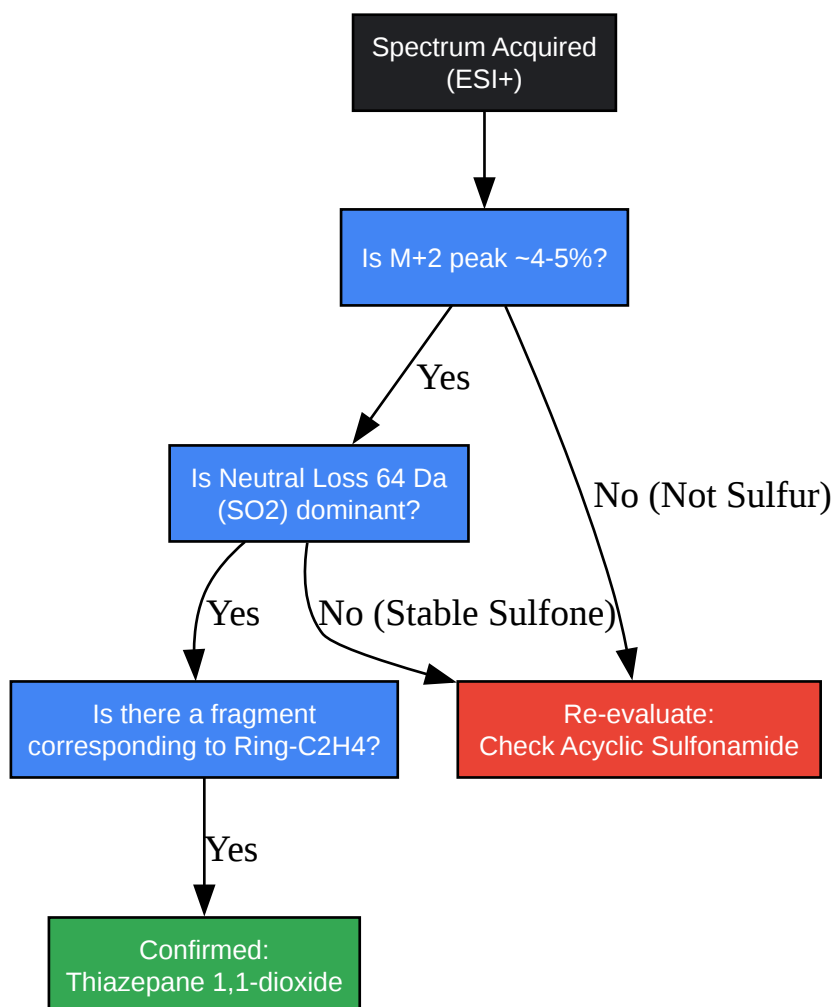 Spectrum Acquired
(ESI+)
Is M+2 peak ~4-5%?
Yes
No (Not Sulfur)
Is Neutral Loss 64 Da
(SO2) dominant?
Yes
No (Stable Sulfone)
Is there a fragment
corresponding to Ring-C2H4?
Re-evaluate:
Check Acyclic Sulfonamide
Yes
Confirmed:
Thiazepane 1,1-dioxide